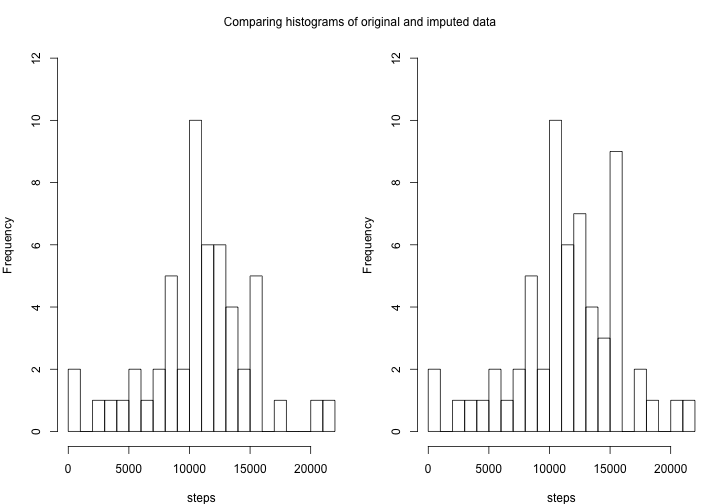 Comparing histograms of original and imputed data
Frequency
0 2 4 6 8 10 12
0 5000 10000 15000 20000
steps
Frequency
0 2 4 6 8 10 12
0 5000 10000 15000 20000
steps